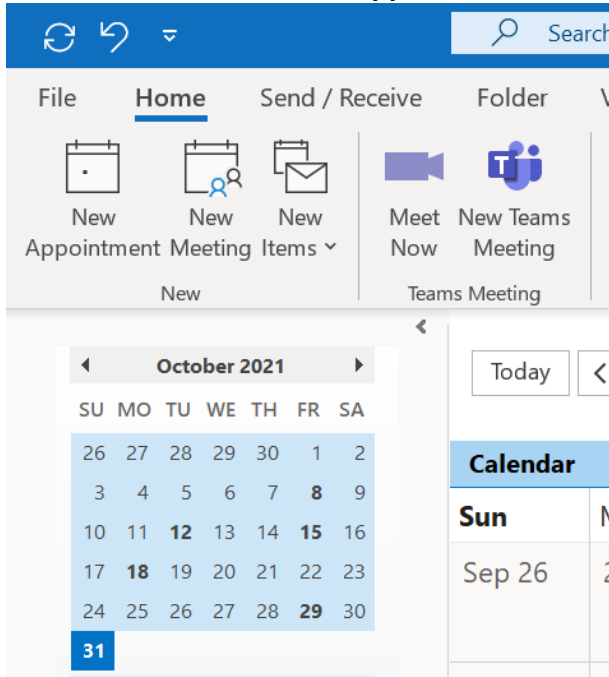 Search
File Home Send / Receive Folder
New Appointment
New Meeting
New Items
Meet Now
New Teams Meeting
New
Teams Meeting
October 2021
SU MO TU WE TH FR SA
26 27 28 29 30 1 2
3 4 5 6 7 8 9
10 11 12 13 14 15 16
17 18 19 20 21 22 23
24 25 26 27 28 29 30
31
Today
Calendar
Sun
Sep 26